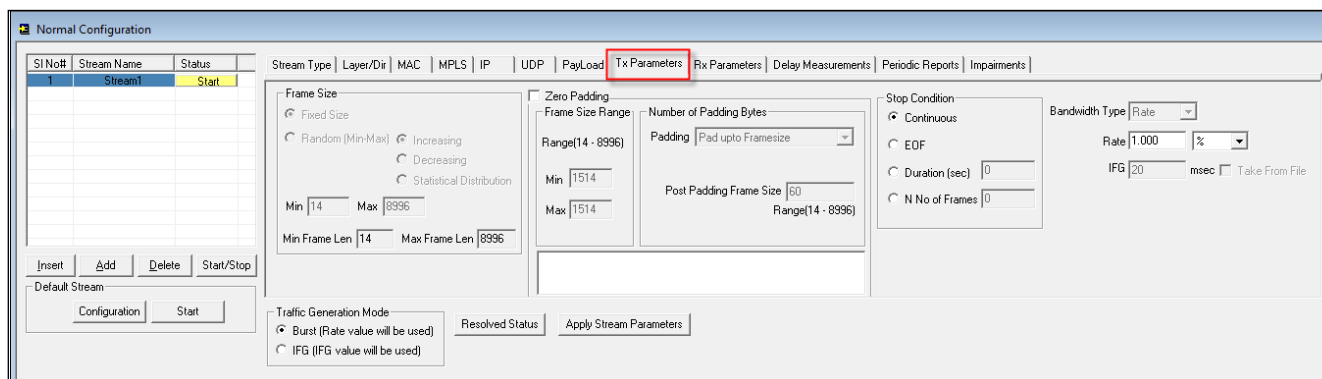 Normal Configuration
Sl No# Stream Name Status
1 Stream1 Start
Insert Add Delete Start/Stop
Default Stream
Configuration Start
Stream Type Layer/Dir MAC MPLS IP UDP PayLoad Tx Parameters Rx Parameters Delay Measurements Periodic Reports Impairments
Frame Size
Fixed Size
Random (Min-Max) Increasing
Decreasing
Statistical Distribution
Min 14 Max 8996
Min Frame Len 14 Max Frame Len 8996
Zero Padding
Frame Size Range
Range(14 - 8996)
Min 1514
Max 1514
Number of Padding Bytes
Padding Pad upto Framesize
Post Padding Frame Size 60
Range(14 - 8996)
Stop Condition
Continuous
EOF
Duration (sec) 0
N No of Frames 0
Bandwidth Type Rate
Rate 1.000 %
IFG 20 msec Take From File
Traffic Generation Mode
Burst (Rate value will be used)
IFG (IFG value will be used)
Resolved Status Apply Stream Parameters